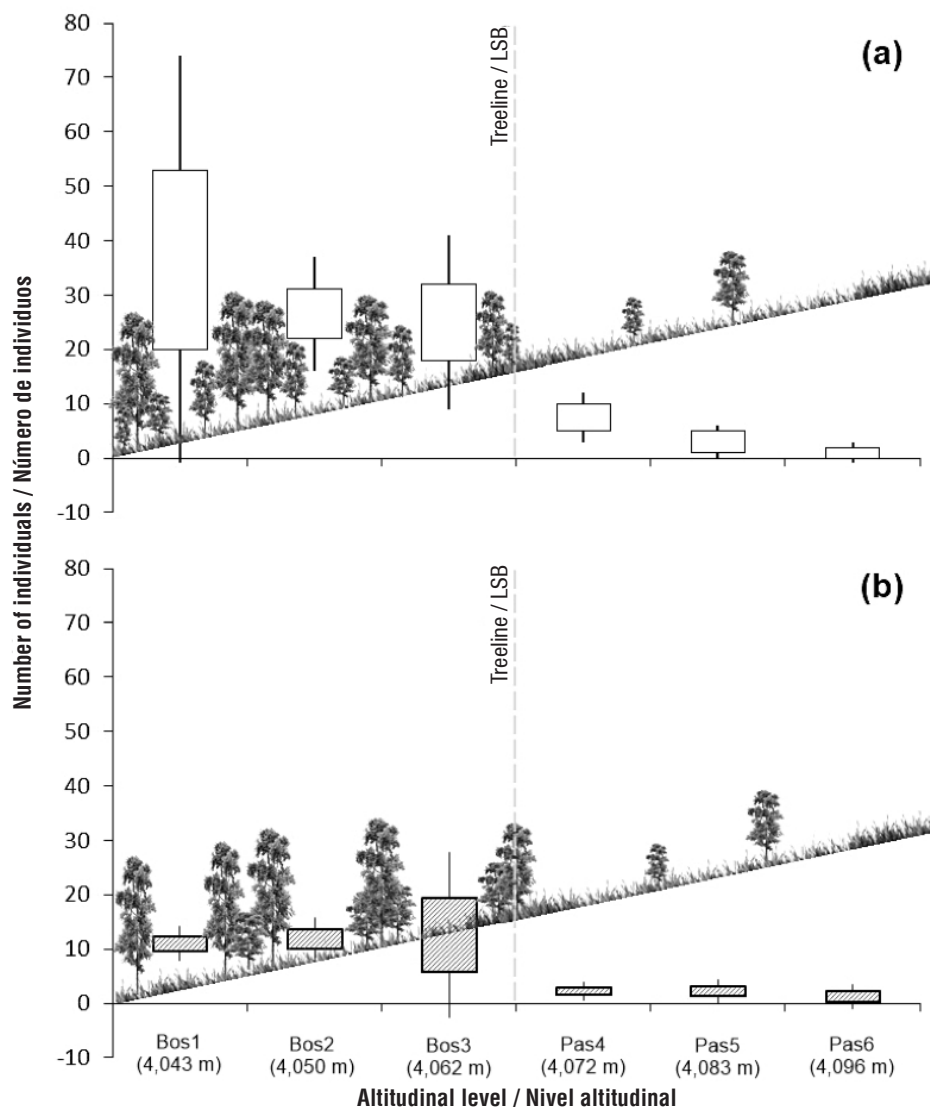 Number of individuals / Número de individuos
80
70
60
50
40
30
20
10
0
-10
Treeline / LSB
(a)
80
70
60
50
40
30
20
10
0
-10
Treeline / LSB
(b)
Bos1
(4,043 m)
Bos2
(4,050 m)
Bos3
(4,062 m)
Pas4
(4,072 m)
Pas5
(4,083 m)
Pas6
(4,096 m)
Altitudinal level / Nivel altitudinal